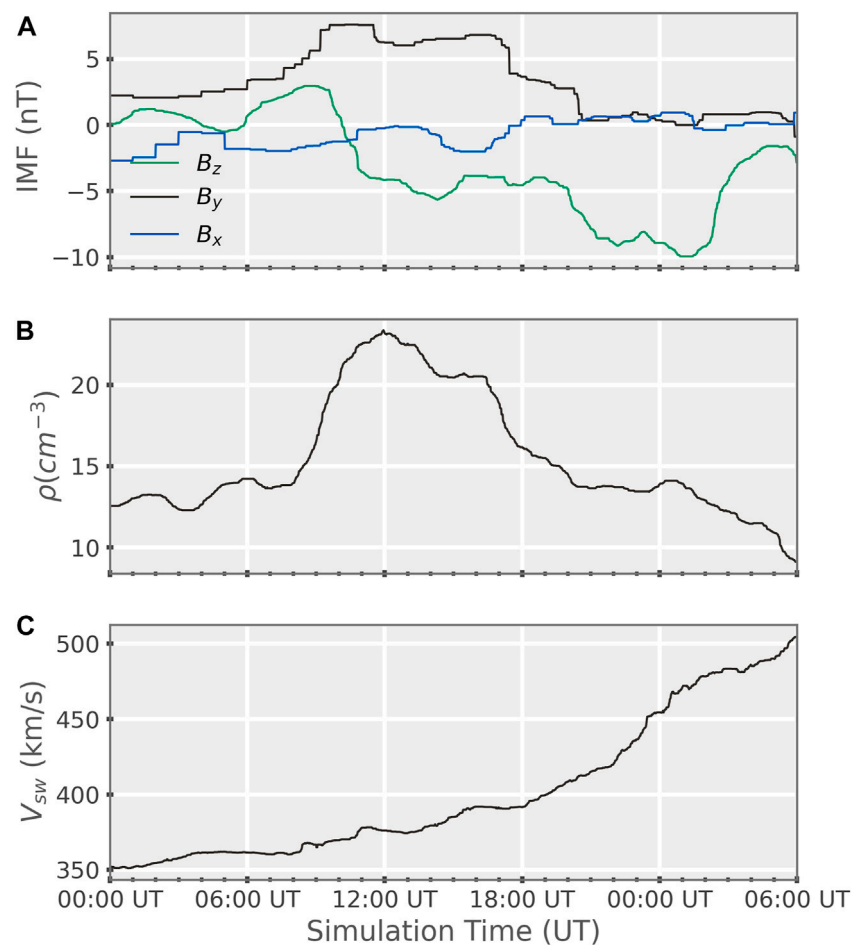 A
IMF (nT)
5
0
−5
−10
B_z
B_y
B_x
B
ρ(cm⁻³)
20
15
10
C
V_sw (km/s)
500
450
400
350
00:00 UT 06:00 UT 12:00 UT 18:00 UT 00:00 UT 06:00 UT
Simulation Time (UT)